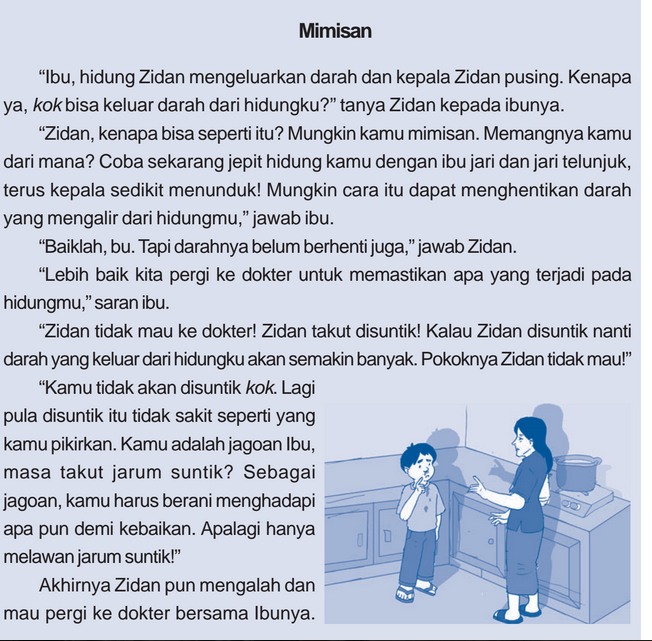 Mimisan
“Ibu, hidung Zidan mengeluarkan darah dan kepala Zidan pusing. Kenapa
ya, kok bisa keluar darah dari hidungku?” tanya Zidan kepada ibunya.
“Zidan, kenapa bisa seperti itu? Mungkin kamu mimisan. Memangnya kamu
dari mana? Coba sekarang jepit hidung kamu dengan ibu jari dan jari telunjuk,
terus kepala sedikit menunduk! Mungkin cara itu dapat menghentikan darah
yang mengalir dari hidungmu,” jawab ibu.
“Baiklah, bu. Tapi darahnya belum berhenti juga,” jawab Zidan.
“Lebih baik kita pergi ke dokter untuk memastikan apa yang terjadi pada
hidungmu,” saran ibu.
“Zidan tidak mau ke dokter! Zidan takut disuntik! Kalau Zidan disuntik nanti
darah yang keluar dari hidungku akan semakin banyak. Pokoknya Zidan tidak mau!”
“Kamu tidak akan disuntik kok. Lagi
pula disuntik itu tidak sakit seperti yang
kamu pikirkan. Kamu adalah jagoan Ibu,
masa takut jarum suntik? Sebagai
jagoan, kamu harus berani menghadapi
apa pun demi kebaikan. Apalagi hanya
melawan jarum suntik!”
Akhirnya Zidan pun mengalah dan
mau pergi ke dokter bersama Ibunya.